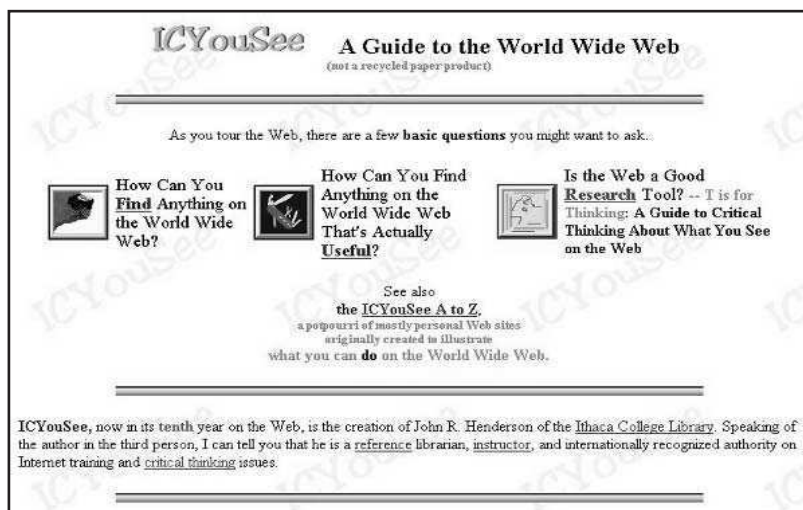 ICYouSee A Guide to the World Wide Web
(not a recycled paper product)
As you tour the Web, there are a few basic questions you might want to ask.
How Can You
Find Anything on
the World Wide
Web?
How Can You Find
Anything on the
World Wide Web
That's Actually
Useful?
Is the Web a Good
Research Tool? -- T is for
Thinking: A Guide to Critical
Thinking About What You See
on the Web
See also
the ICYouSee A to Z,
a potpourri of mostly personal Web sites
originally created to illustrate
what you can do on the World Wide Web.
ICYouSee, now in its tenth year on the Web, is the creation of John R. Henderson of the Ithaca College Library. Speaking of
the author in the third person, I can tell you that he is a reference librarian, instructor, and internationally recognized authority on
Internet training and critical thinking issues.